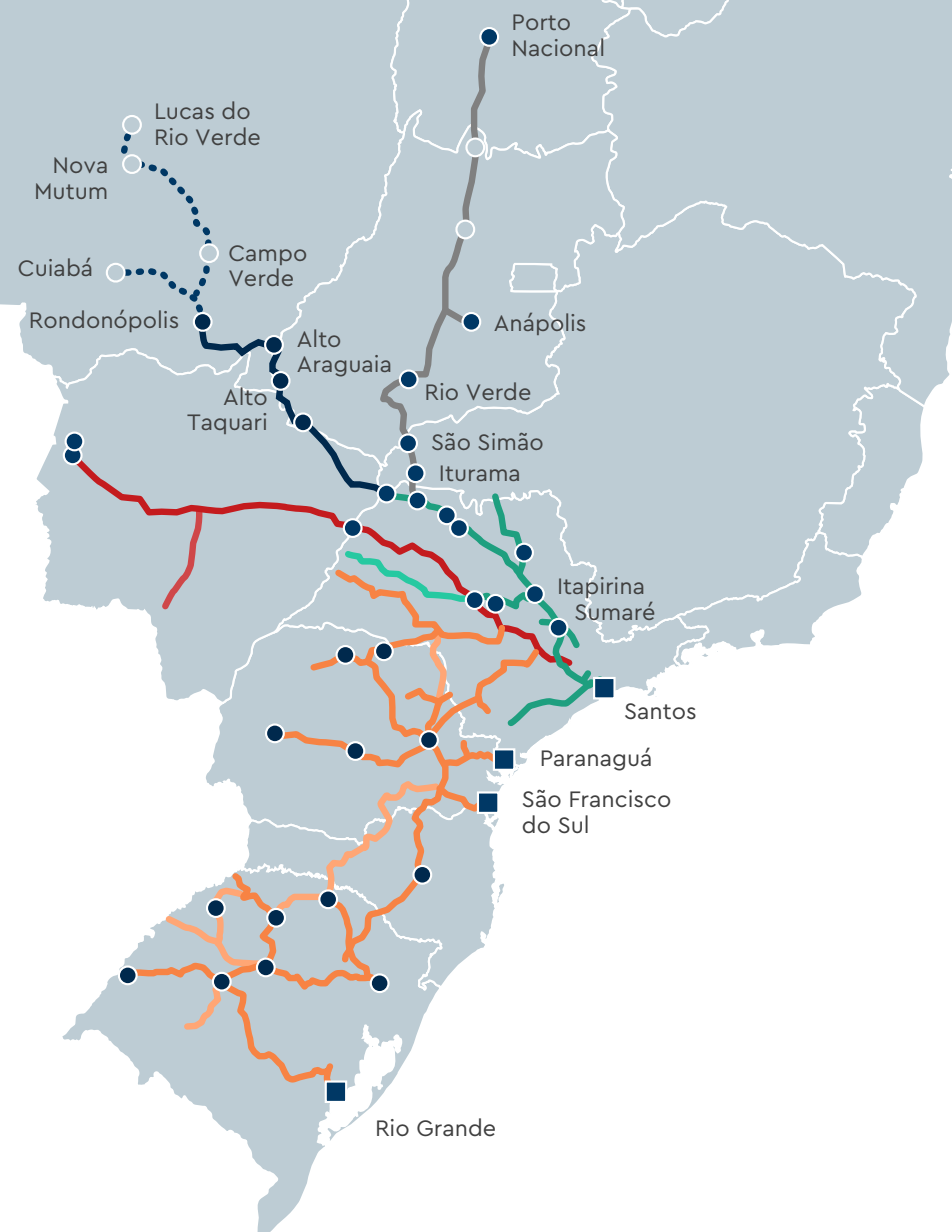 Porto
Nacional
Lucas do
Rio Verde
Nova
Mutum
Campo
Verde
Cuiabá
Rondonópolis
Anápolis
Alto
Araguaia
Alto
Taquari
Rio Verde
São Simão
Iturama
Itapirina
Sumaré
Santos
Paranaguá
São Francisco
do Sul
Rio Grande